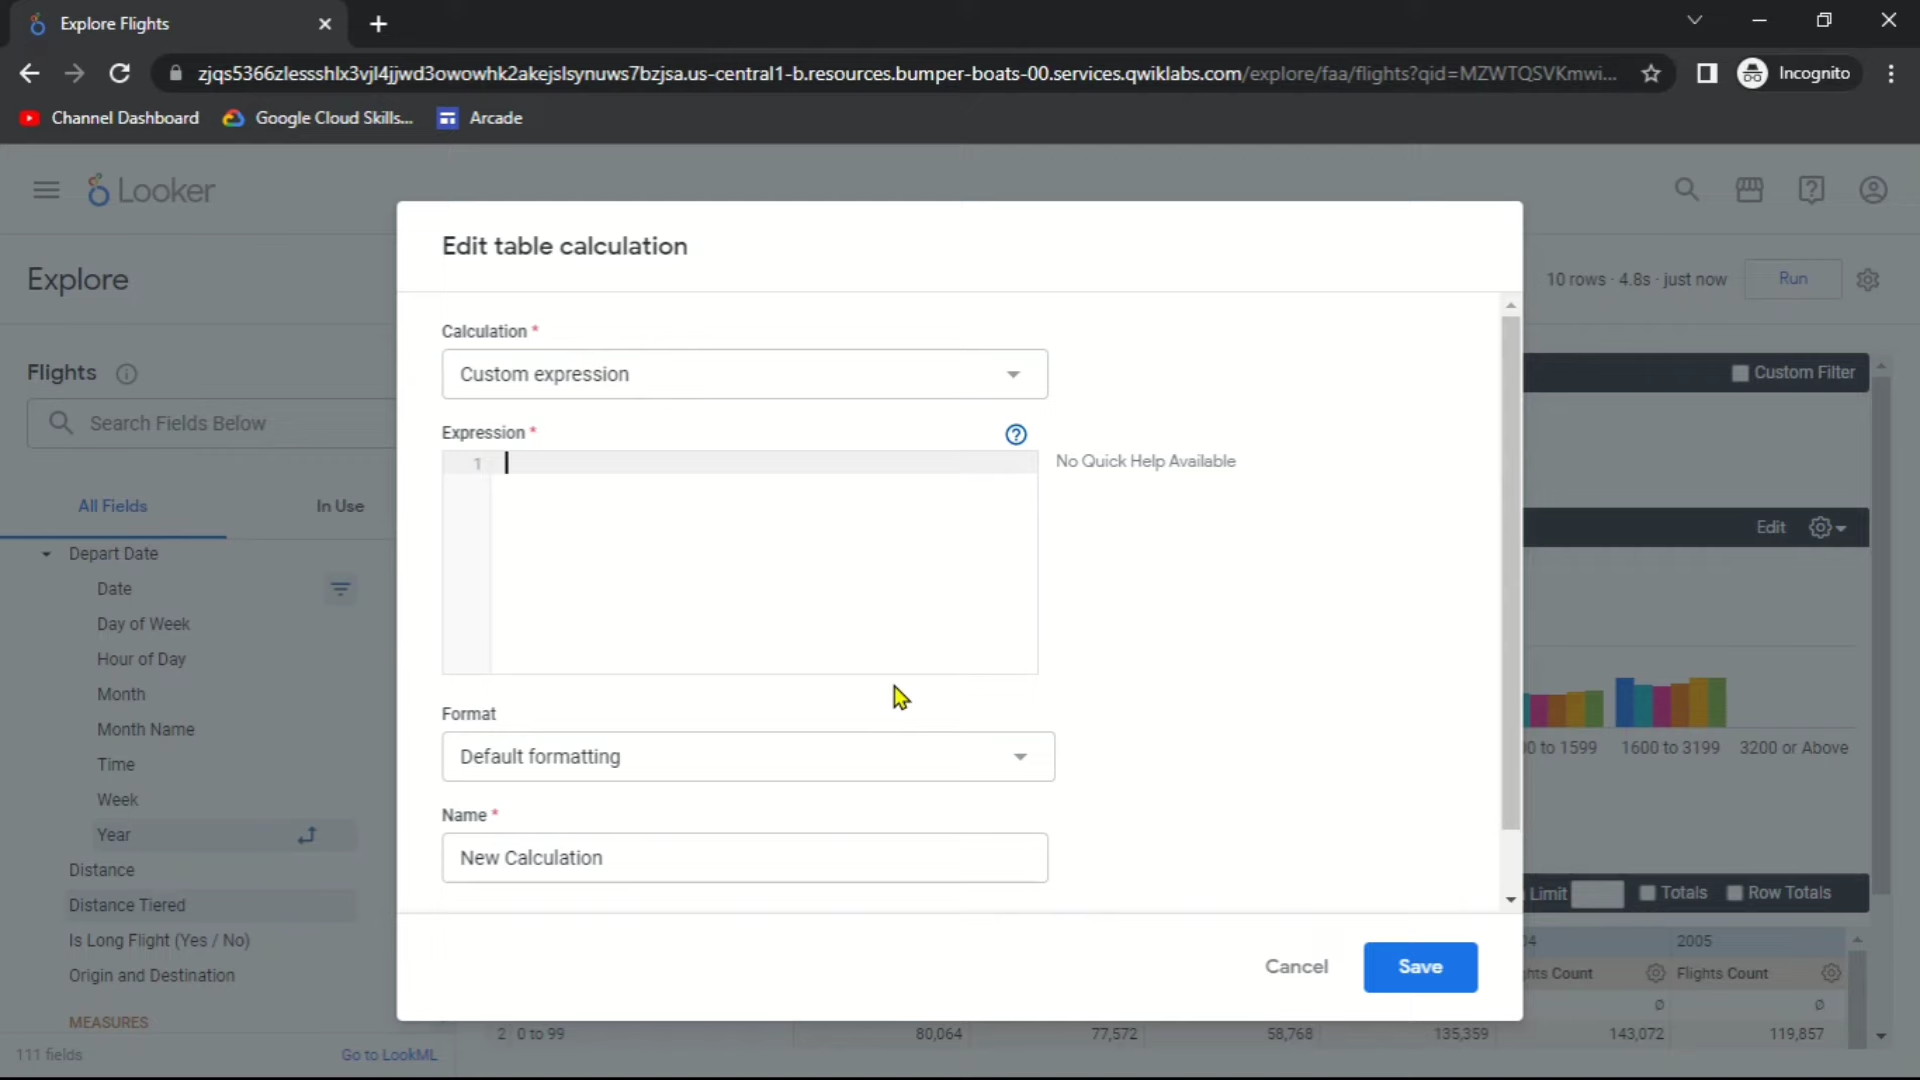 Explore Flights
zjqs5366zlessshlx3vjl4jjwd3owowhk2akejslsynuws7bzjsa.us-central1-b.resources.bumper-boats-00.services.qwiklabs.com/explore/faa/flights?qid=MZWTQSVKmwi...
Incognito
Channel Dashboard
Google Cloud Skills...
Arcade
Looker
Explore
10 rows · 4.8s · just now
Run
Edit table calculation
Flights
Custom Filter
Search Fields Below
All Fields
In Use
Calculation *
Custom expression
Expression *
1
No Quick Help Available
Edit
Depart Date
Date
Day of Week
Hour of Day
Month
Month Name
Time
Week
Year
Distance
Distance Tiered
Is Long Flight (Yes / No)
Origin and Destination
MEASURES
111 fields
Go to LookML
Format
Default formatting
Name *
New Calculation
Cancel
Save
00 to 1599
1600 to 3199
3200 or Above
Limit
Totals
Row Totals
2005
Count
Flights Count
∅
∅
2 0 to 99
80,064
77,572
58,768
135,359
143,072
119,857